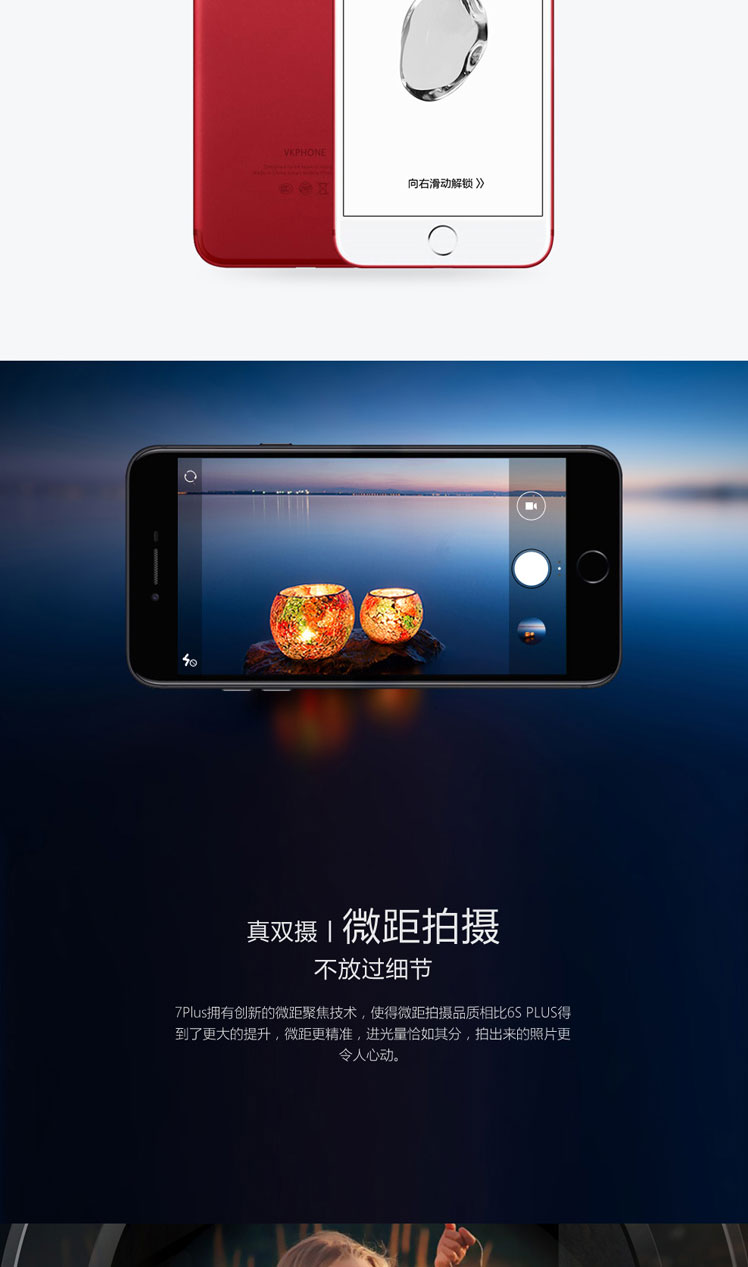 VKPHONE
向右滑动解锁 》
真双摄 | 微距拍摄
不放过细节
7Plus拥有创新的微距聚焦技术，使得微距拍摄品质相比6S PLUS得
到了更大的提升，微距更精准，进光量恰如其分，拍出来的照片更
令人心动。